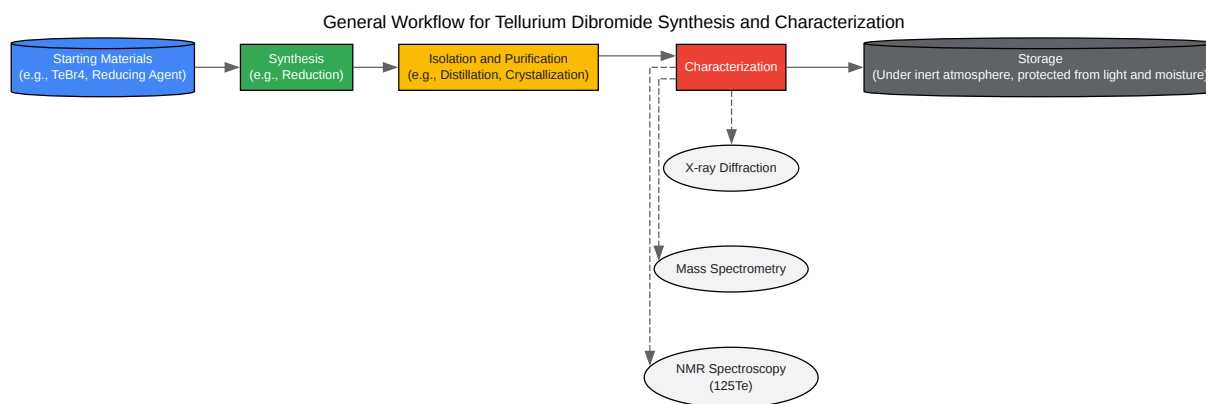 General Workflow for Tellurium Dibromide Synthesis and Characterization
Starting Materials
(e.g., TeBr4, Reducing Agent)
Synthesis
(e.g., Reduction)
Isolation and Purification
(e.g., Distillation, Crystallization)
Characterization
Storage
(Under inert atmosphere, protected from light and moisture)
X-ray Diffraction
Mass Spectrometry
NMR Spectroscopy
(125Te)